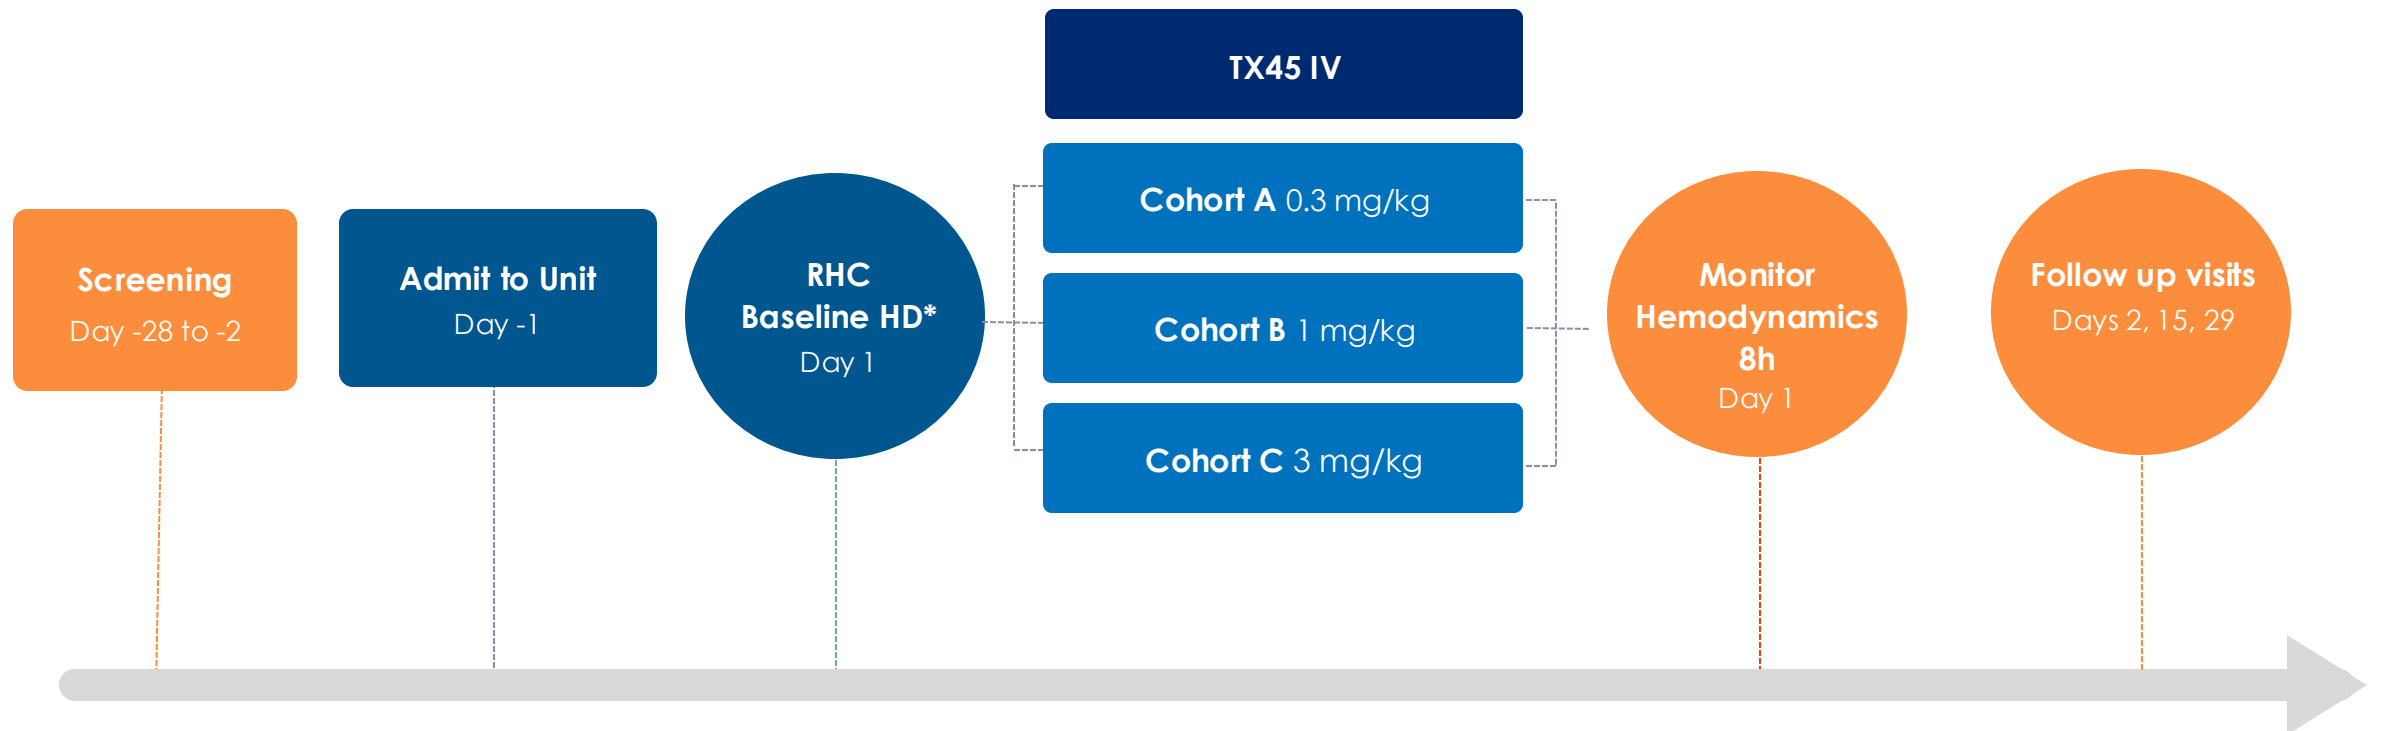 TX45 IV
Screening
Day -28 to -2
Admit to Unit
Day -1
RHC
Baseline HD*
Day 1
Cohort A 0.3 mg/kg
Cohort B 1 mg/kg
Cohort C 3 mg/kg
Monitor
Hemodynamics
8h
Day 1
Follow up visits
Days 2, 15, 29